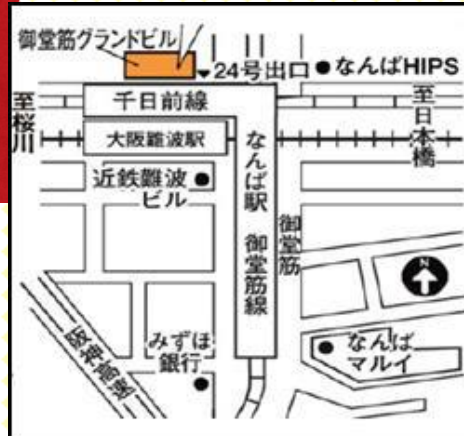 御堂筋グランドビル
24号出口
なんばHIPS
至桜川
千日前線
至日本橋
大阪難波駅
なんば駅 御堂筋線
近鉄難波
ビル
御堂筋
N
阪神高速
みずほ
銀行
なんば
マルイ